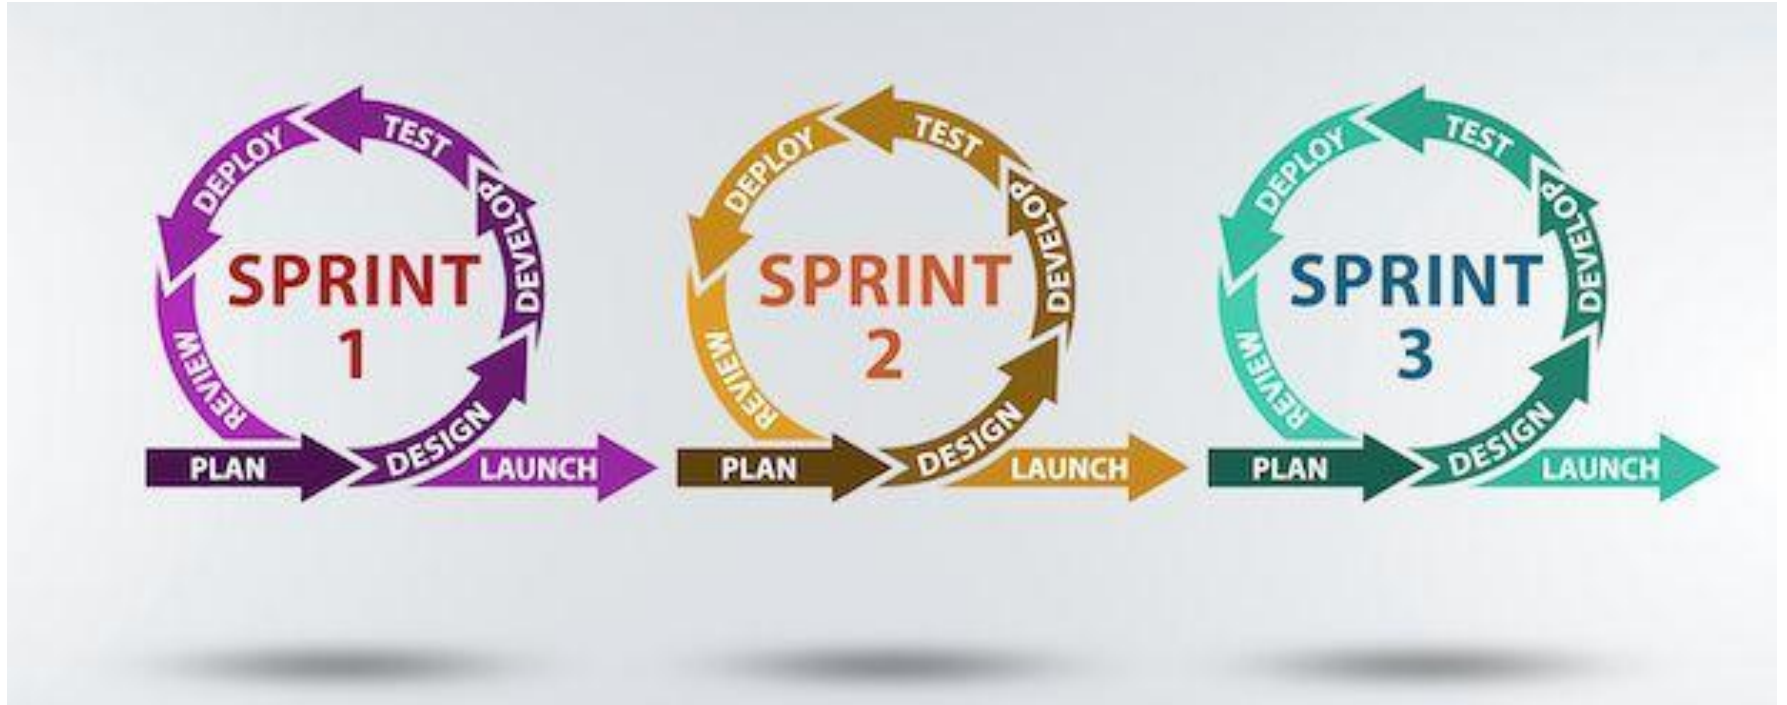 SPRINT
1
PLAN
DESIGN
DEVELOP
TEST
DEPLOY
REVIEW
LAUNCH
SPRINT
2
PLAN
DESIGN
DEVELOP
TEST
DEPLOY
REVIEW
LAUNCH
SPRINT
3
PLAN
DESIGN
DEVELOP
TEST
DEPLOY
REVIEW
LAUNCH